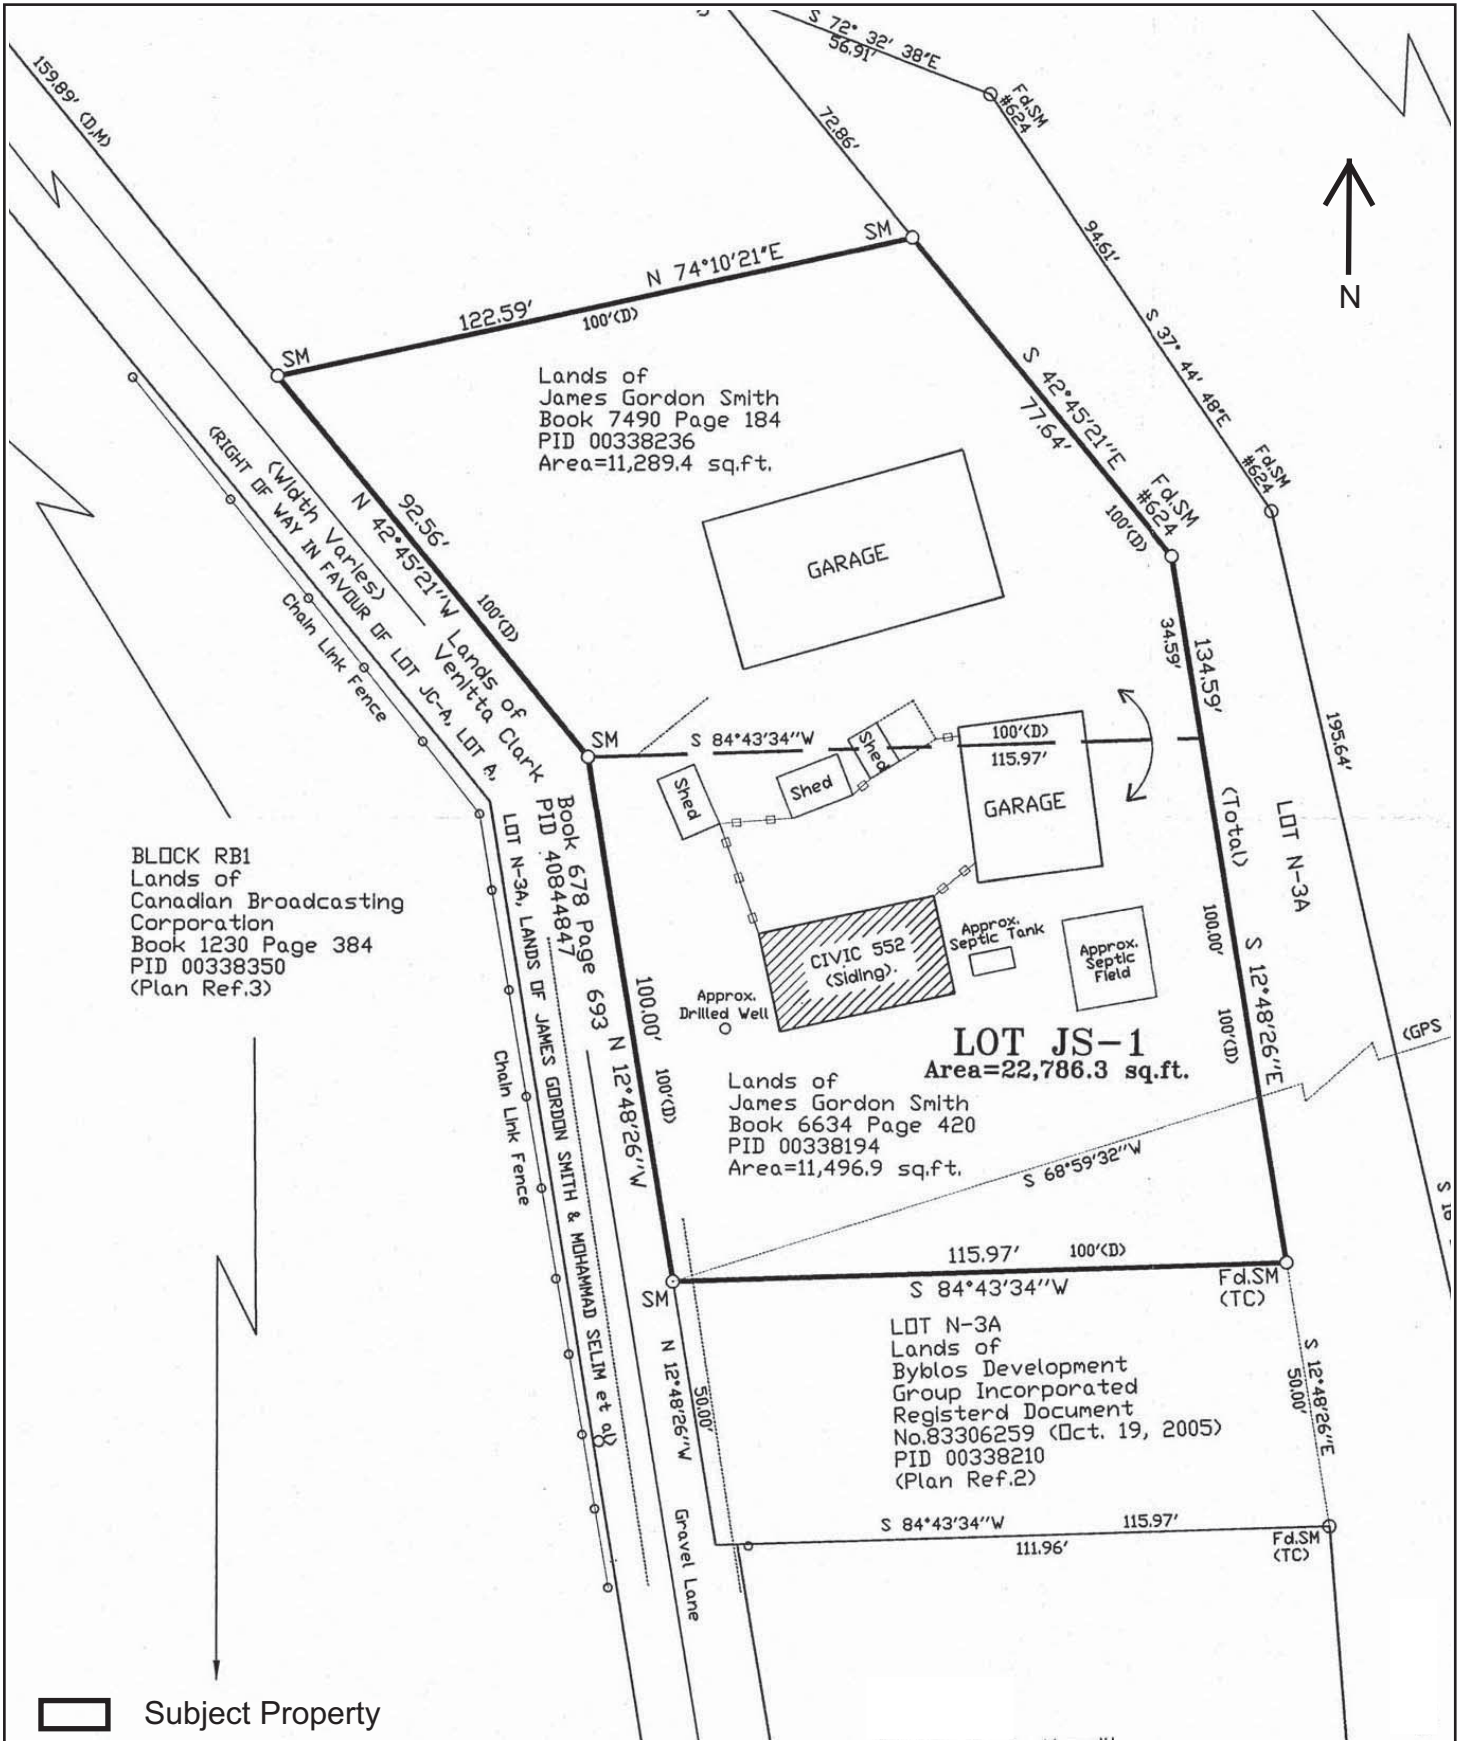 S 72° 32' 38"E
56.91'
Fd.SM
#624
159.89' (D,M)
72.86'
94.61'
S 37° 44' 48"E
N
SM
N 74°10'21"E
122.59'
100'(D)
SM
Lands of
James Gordon Smith
Book 7490 Page 184
PID 00338236
Area=11,289.4 sq.ft.
S 42°45'21"E
77.64'
Fd.SM
#624
100'(D)
Fd.SM
#624
(Width Varies)
(RIGHT OF WAY IN FAVOUR OF LOT JC-A, LOT A,
LOT N-3A, LANDS OF JAMES GORDON SMITH & MOHAMMAD SELIM et al)
92.56'
N 42°45'21"W
100'(D)
Chain Link Fence
GARAGE
Lands of
Venitta Clark
Book 678 Page 693
PID 40844847
34.59'
134.59'
(Total)
195.64'
SM
S 84°43'34"W
100'(D)
115.97'
Shed
Shed
Shed
GARAGE
LOT N-3A
BLOCK RB1
Lands of
Canadian Broadcasting
Corporation
Book 1230 Page 384
PID 00338350
(Plan Ref.3)
CIVIC 552
(Siding).
Approx.
Septic Tank
Approx.
Septic
Field
100.00'
S 12°48'26"E
100'(D)
Approx.
Drilled Well
100.00'
N 12°48'26"W
100'(D)
Chain Link Fence
LOT JS-1
Area=22,786.3 sq.ft.
(GPS
Lands of
James Gordon Smith
Book 6634 Page 420
PID 00338194
Area=11,496.9 sq.ft.
S 68°59'32"W
S 16
115.97'
100'(D)
S 84°43'34"W
SM
Fd.SM
(TC)
LOT N-3A
Lands of
Byblos Development
Group Incorporated
Registerd Document
No.83306259 (Oct. 19, 2005)
PID 00338210
(Plan Ref.2)
N 12°48'26"W
50.00'
S 12°48'26"E
50.00'
S 84°43'34"W
115.97'
111.96'
Fd.SM
(TC)
Gravel Lane
Subject Property